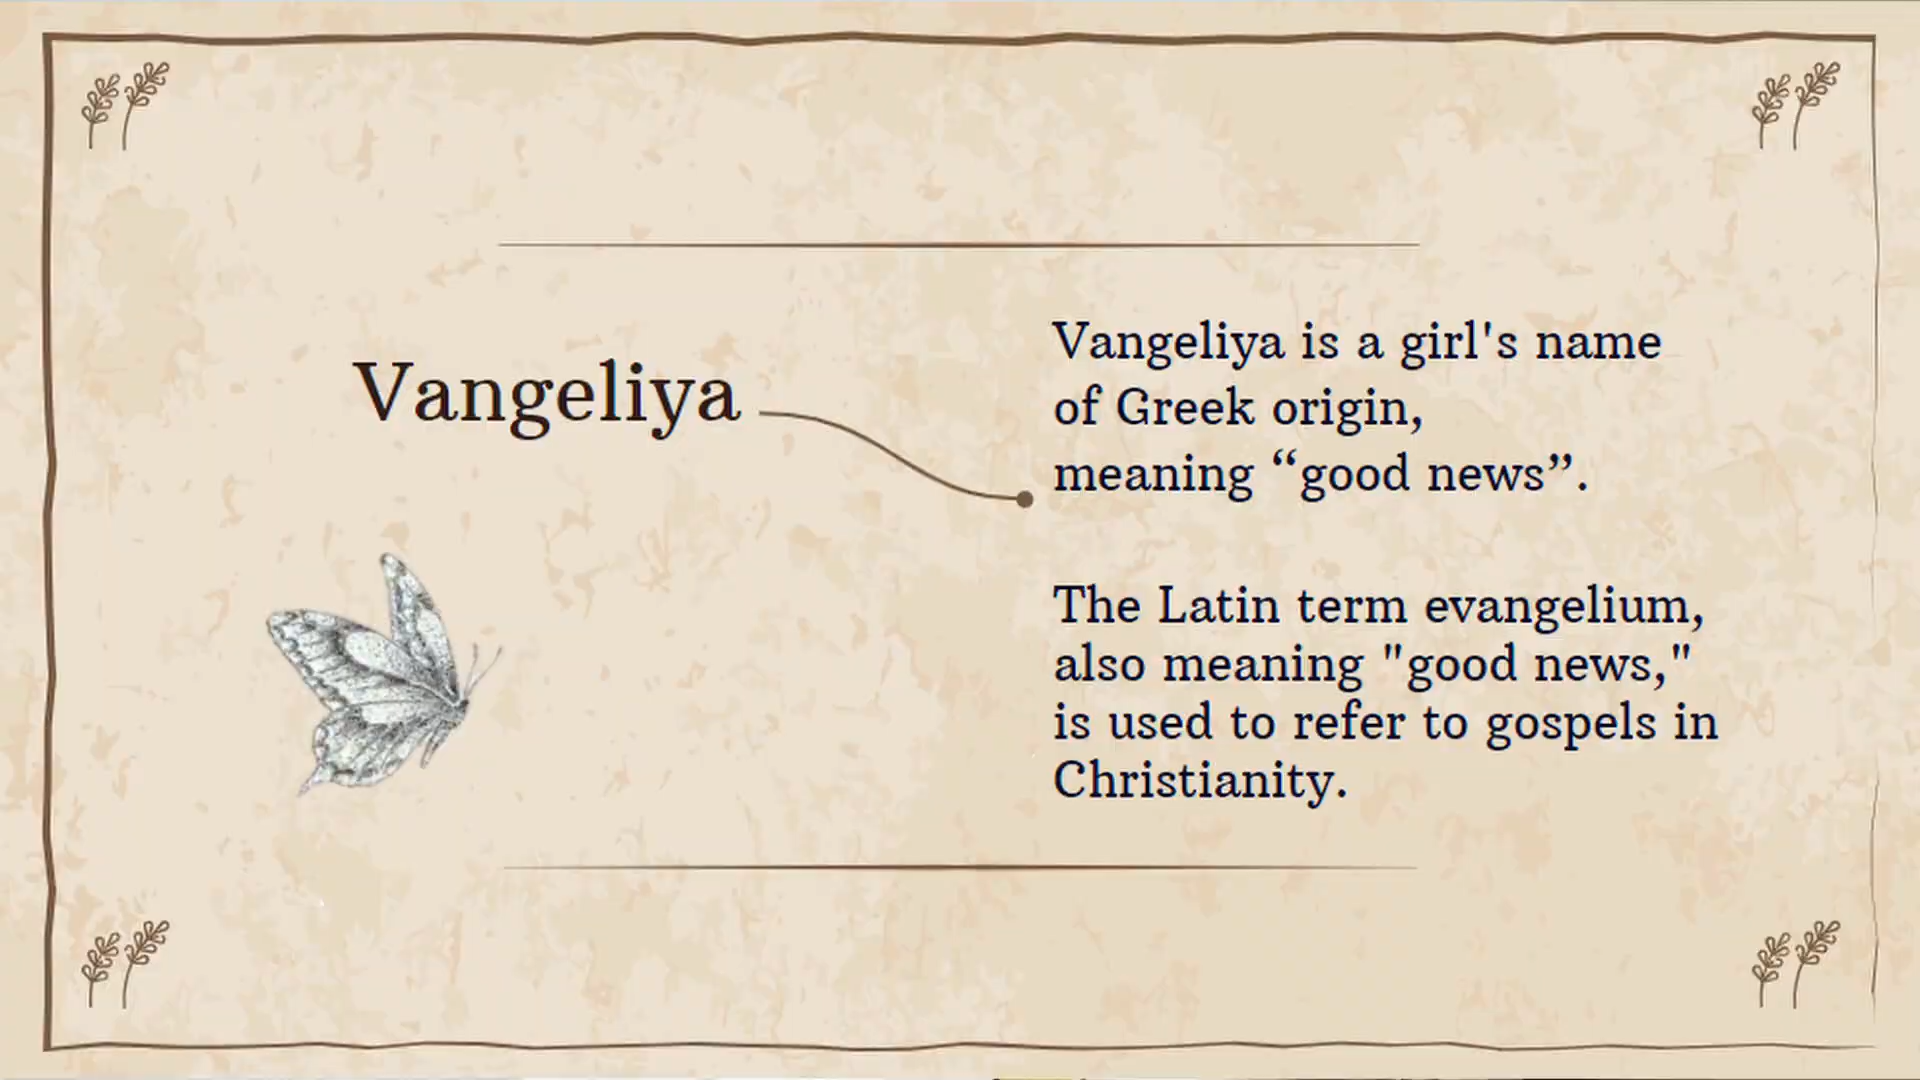 Vangeliya
Vangeliya is a girl's name
of Greek origin,
meaning “good news”.
The Latin term evangelium,
also meaning "good news,"
is used to refer to gospels in
Christianity.